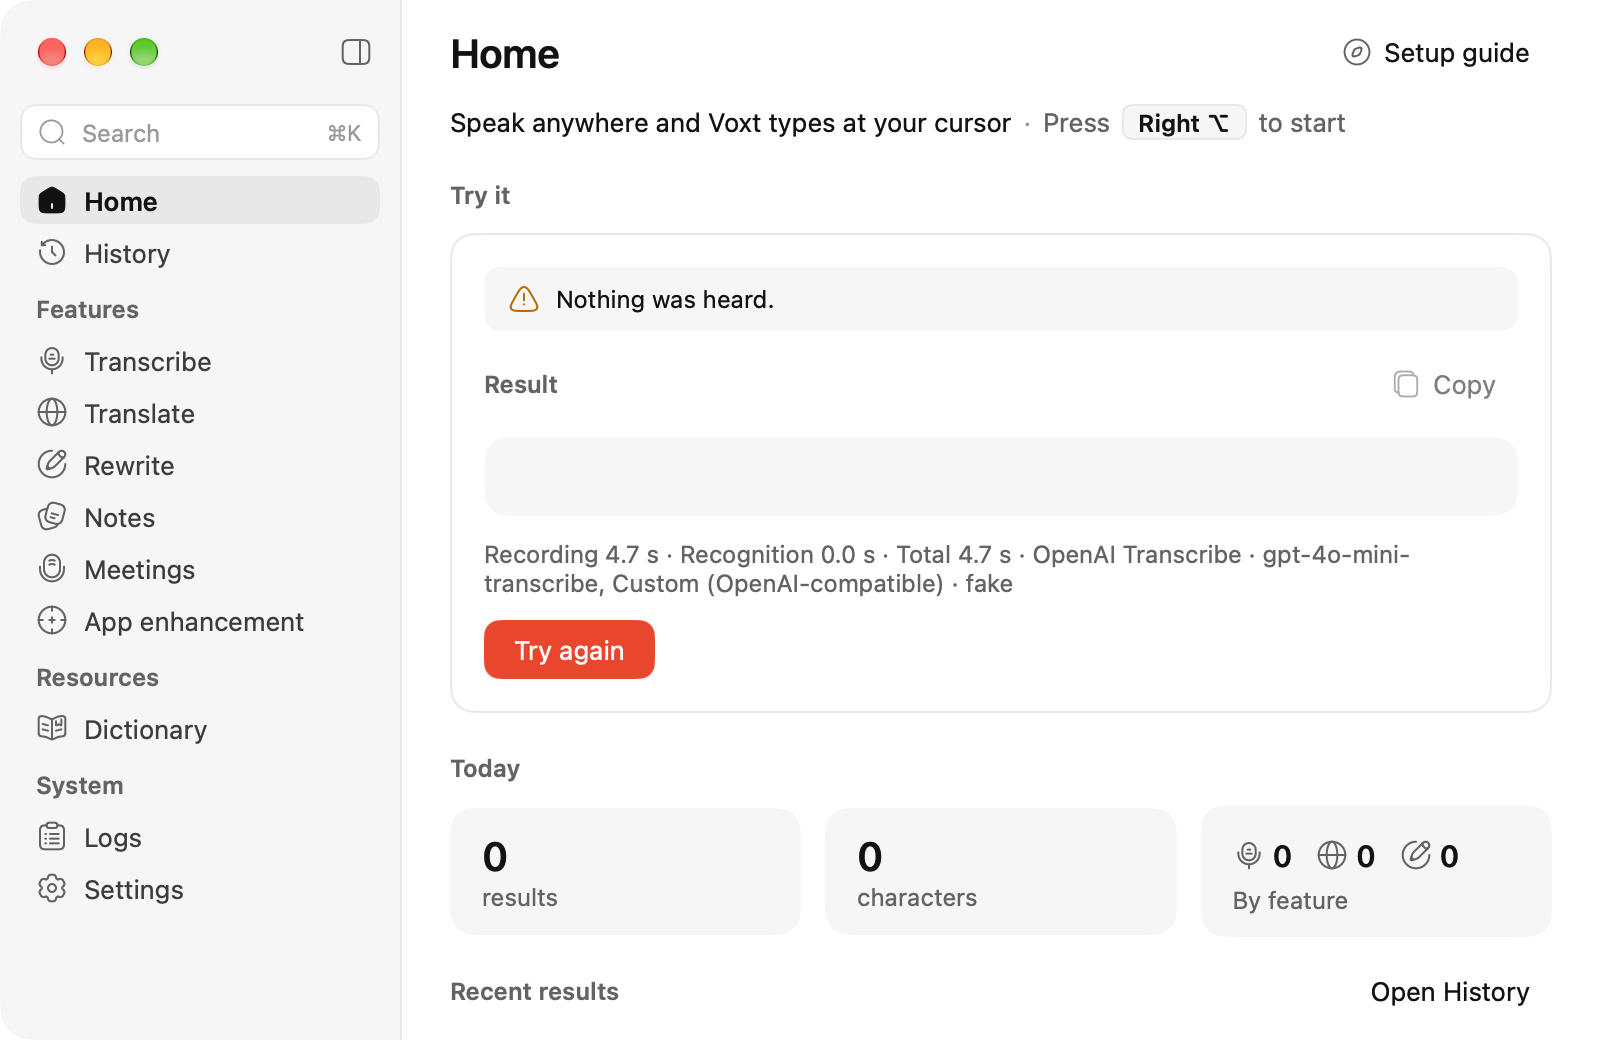 Search ⌘K
Home
History
Features
Transcribe
Translate
Rewrite
Notes
Meetings
App enhancement
Resources
Dictionary
System
Logs
Settings
Home
Setup guide
Speak anywhere and Voxt types at your cursor · Press Right ⌥ to start
Try it
Nothing was heard.
Result
Copy
Recording 4.7 s · Recognition 0.0 s · Total 4.7 s · OpenAI Transcribe · gpt-4o-mini-
transcribe, Custom (OpenAI-compatible) · fake
Try again
Today
0
results
0
characters
0 0 0
By feature
Recent results
Open History